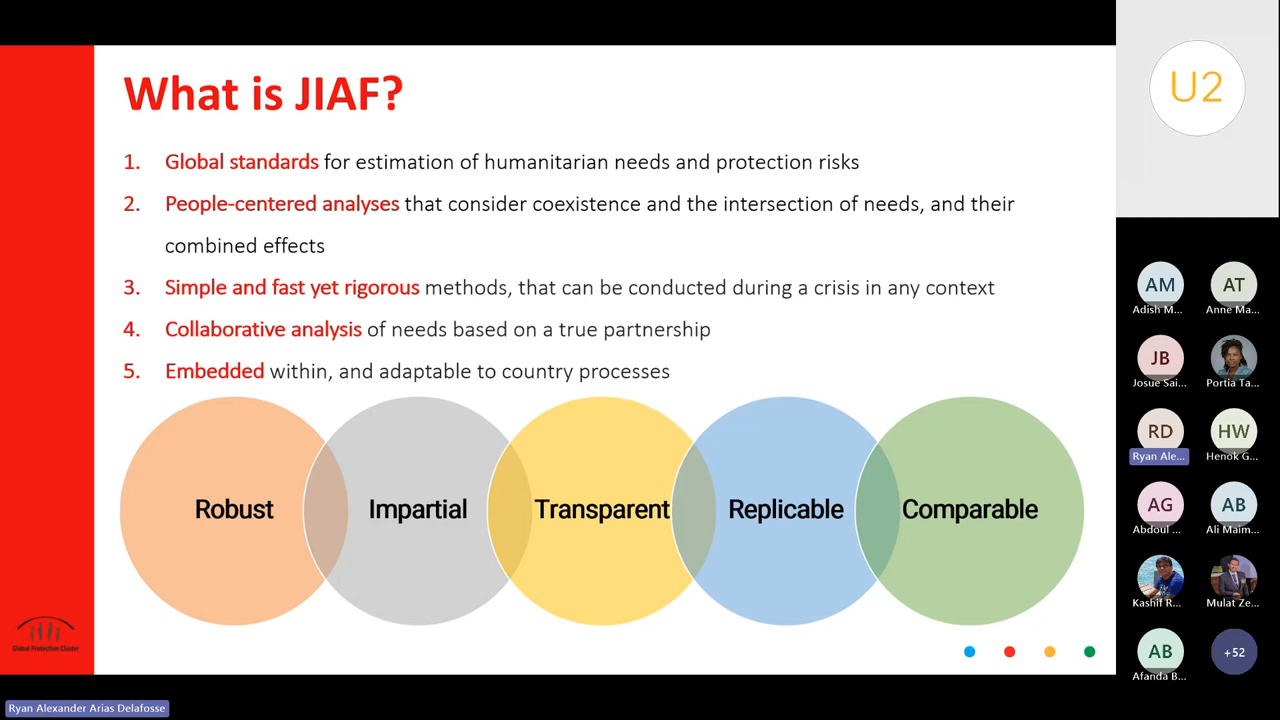 What is JIAF?
1. Global standards for estimation of humanitarian needs and protection risks
2. People-centered analyses that consider coexistence and the intersection of needs, and their
combined effects
3. Simple and fast yet rigorous methods, that can be conducted during a crisis in any context
4. Collaborative analysis of needs based on a true partnership
5. Embedded within, and adaptable to country processes
Robust
Impartial
Transparent
Replicable
Comparable
Global Protection Cluster
Ryan Alexander Arias Delafosse
U2
AM
Adish M...
AT
Anne Ma...
JB
Josue Sai...
Portia Ta...
RD
Ryan Ale...
HW
Henok G...
AG
Abdoul ...
AB
Ali Maim...
Kashif R...
Mulat Ze...
AB
Afanda B...
+52